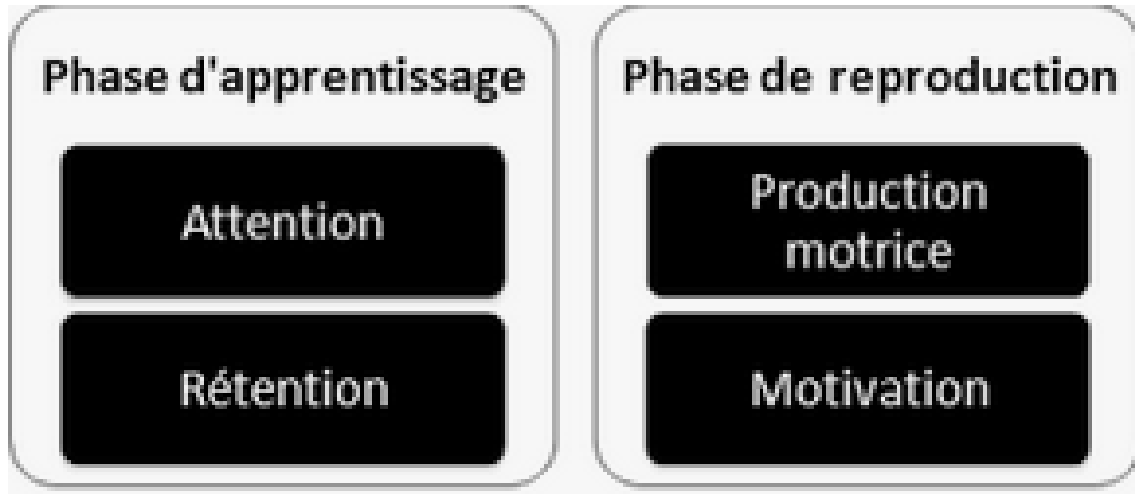 Phase d'apprentissage
Attention
Rétention
Phase de reproduction
Production
motrice
Motivation